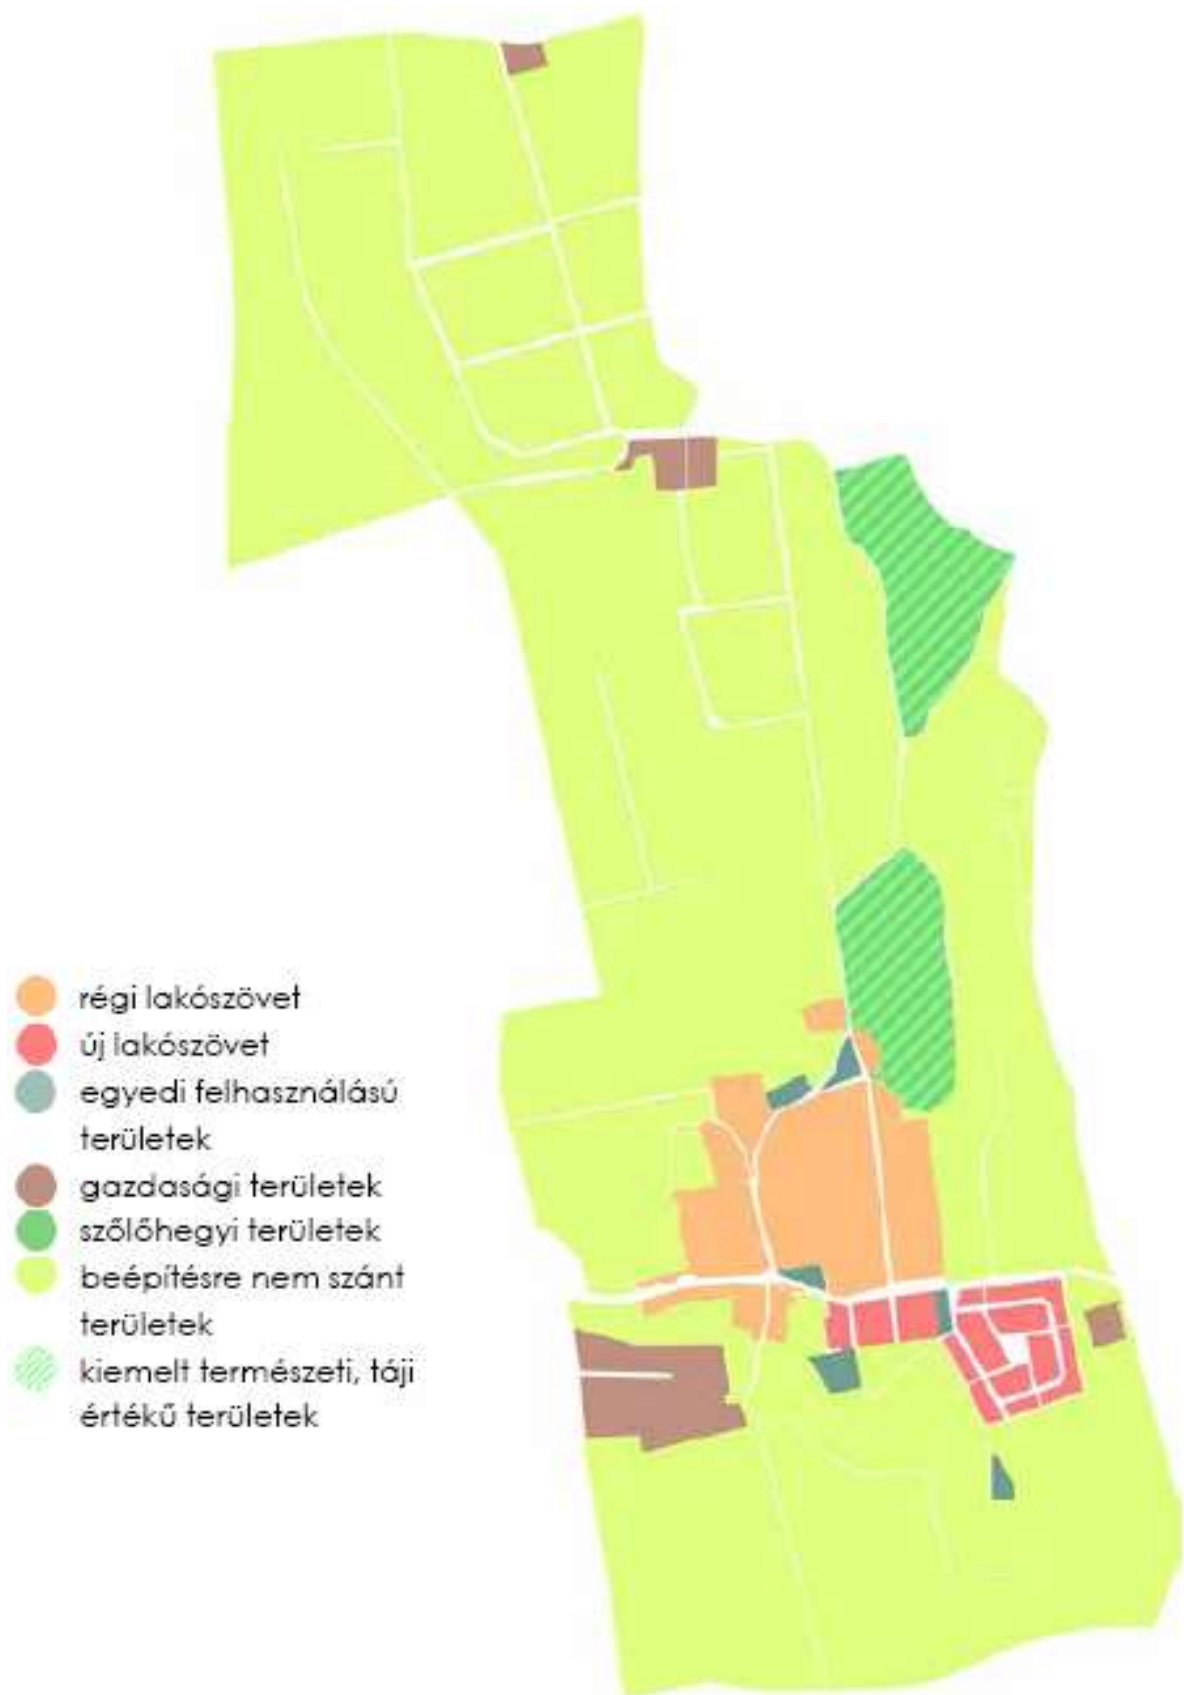 régi lakószövet
új lakószövet
egyedi felhasználású
területek
gazdasági területek
szőlőhegyi területek
beépítésre nem szánt
területek
kiemelt természeti, táji
értékű területek